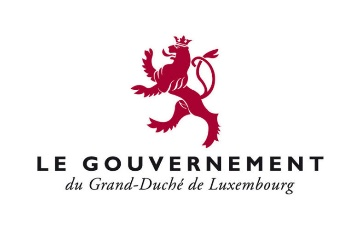 LE GOUVERNEMENT
du Grand-Duché de Luxembourg